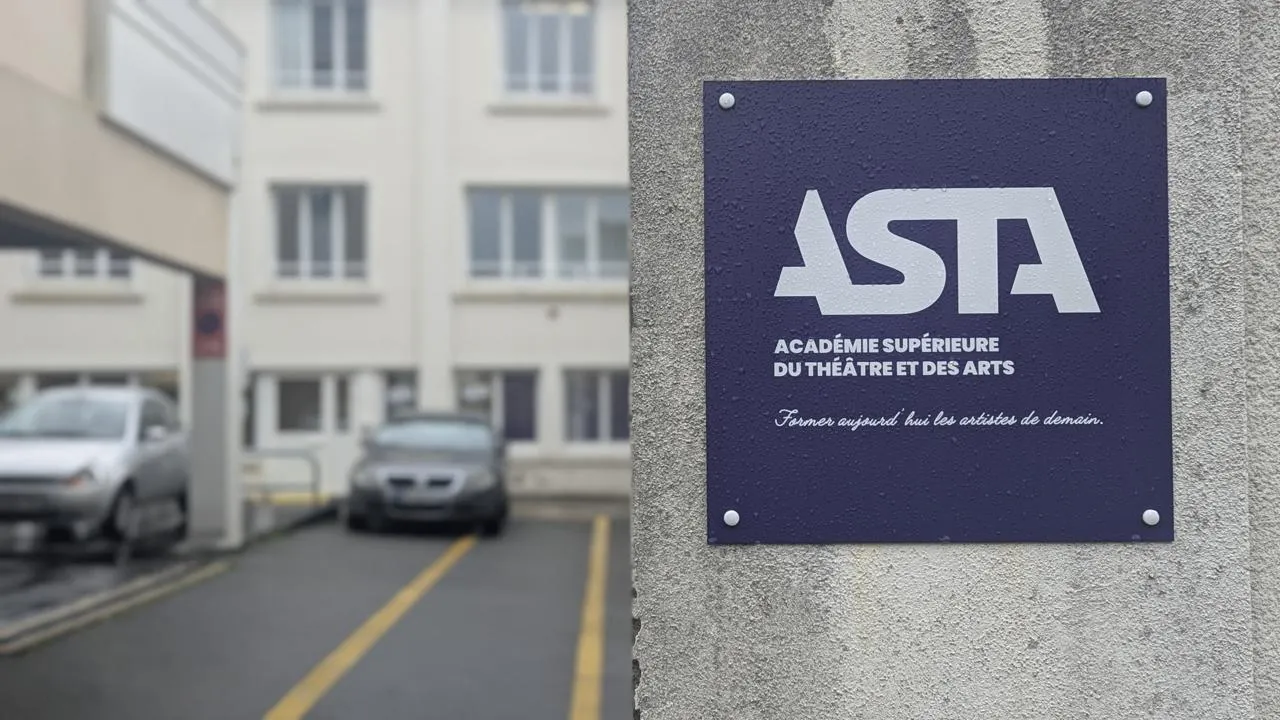 ASTA
ACADÉMIE SUPÉRIEURE
DU THÉÂTRE ET DES ARTS
Former aujourd'hui les artistes de demain.